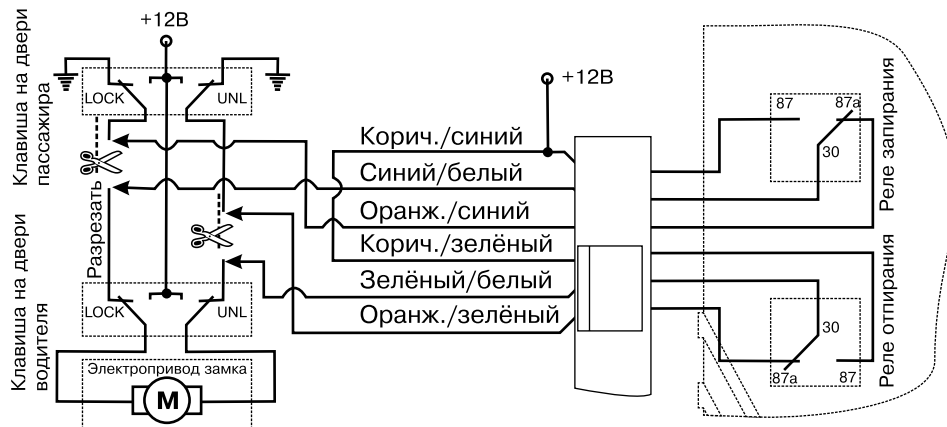 +12В
Клавиша на двери
пассажира
LOCK
UNL
Разрезать
Клавиша на двери
водителя
LOCK
UNL
Электропривод замка
М
+12В
Корич./синий
Синий/белый
Оранж./синий
Корич./зелёный
Зелёный/белый
Оранж./зелёный
87
87a
30
Реле запирания
30
87a
87
Реле отпирания